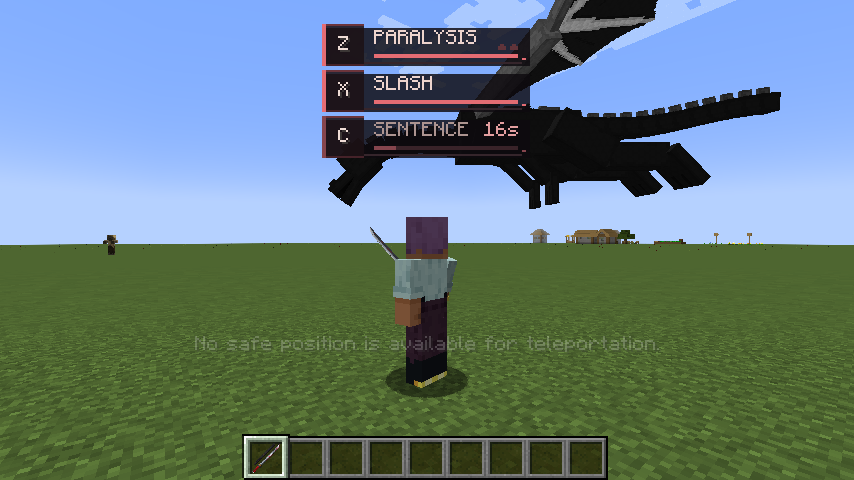 Z PARALYSIS
X SLASH
C SENTENCE 16s
No safe position is available for teleportation.